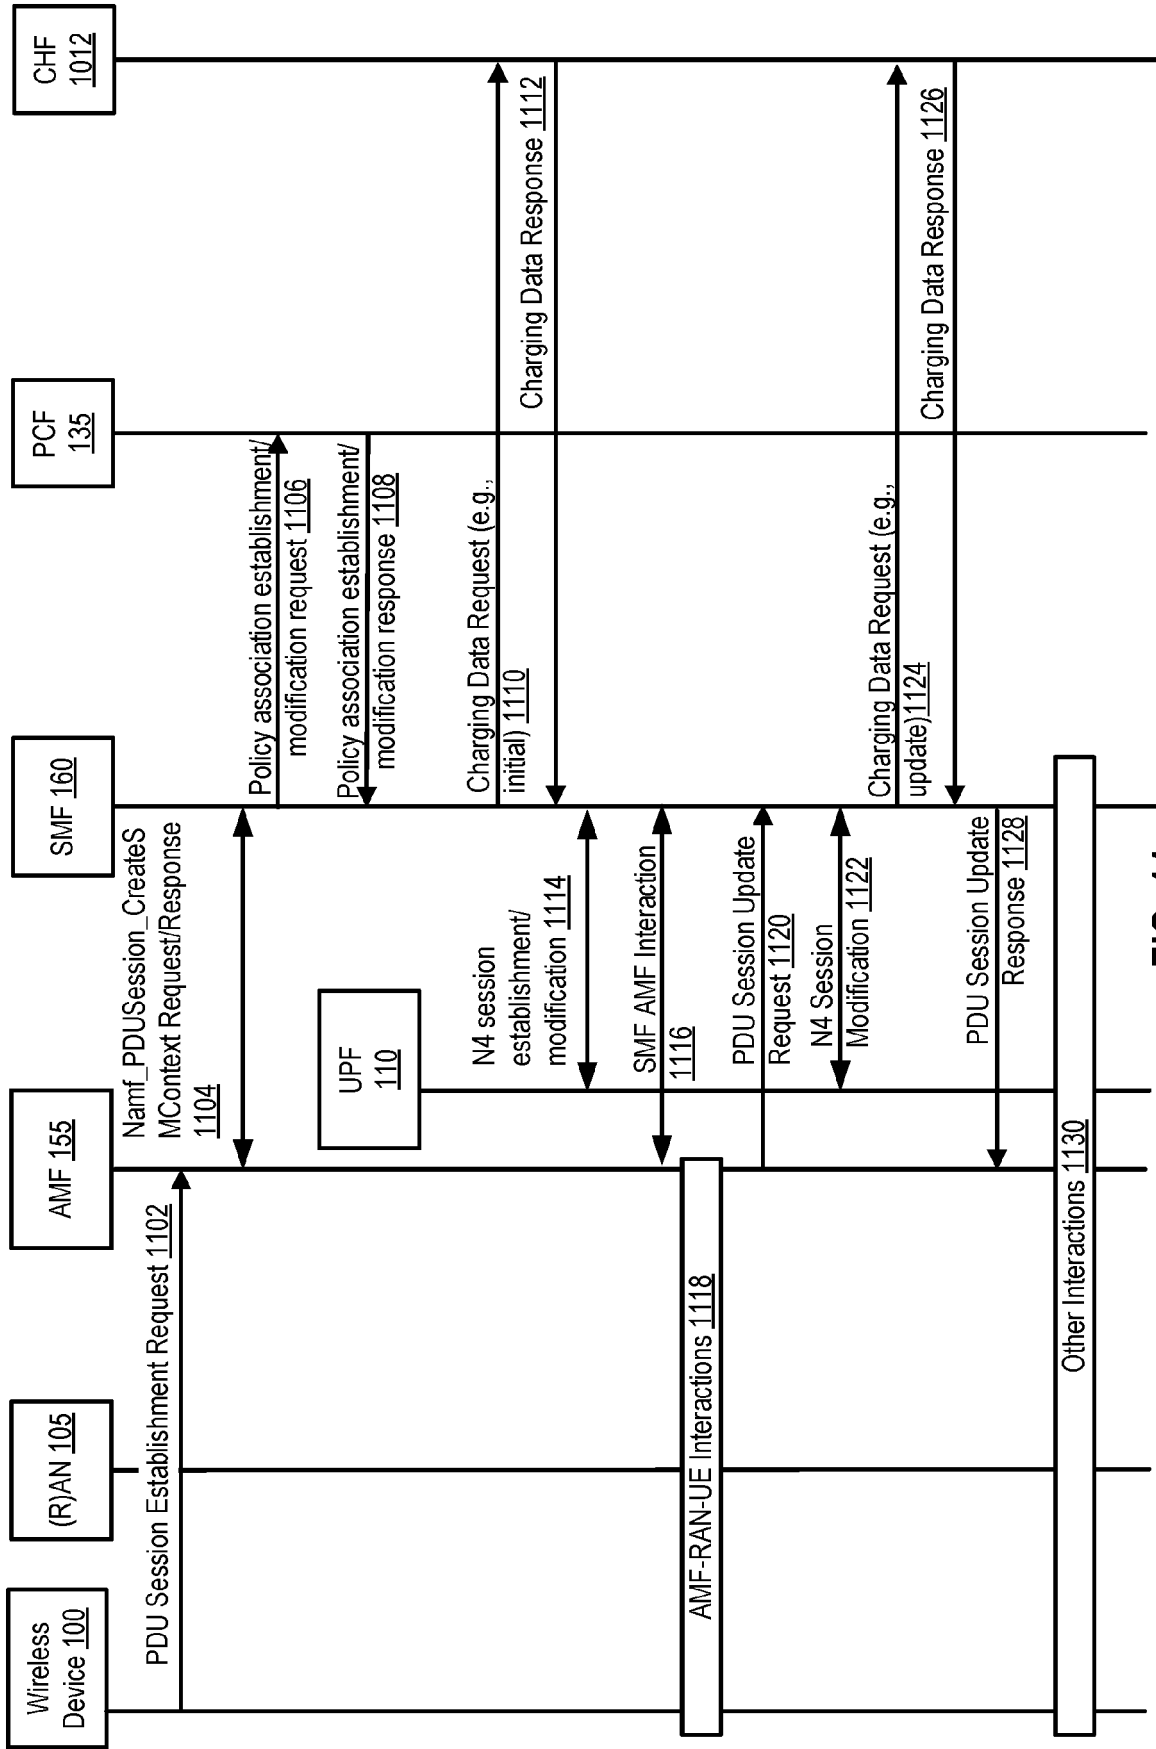 Wireless
Device 100
(R)AN 105
AMF 155
SMF 160
PCF
135
CHF
1012
PDU Session Establishment Request 1102
Namf_PDUSession_CreateS
MContext Request/Response
1104
Policy association establishment/
modification request 1106
UPF
110
Policy association establishment/
modification response 1108
Charging Data Request (e.g.,
initial) 1110
Charging Data Response 1112
N4 session
establishment/
modification 1114
SMF AMF Interaction
1116
AMF-RAN-UE Interactions 1118
PDU Session Update
Request 1120
N4 Session
Modification 1122
Charging Data Request (e.g.,
update)1124
Charging Data Response 1126
PDU Session Update
Response 1128
Other Interactions 1130